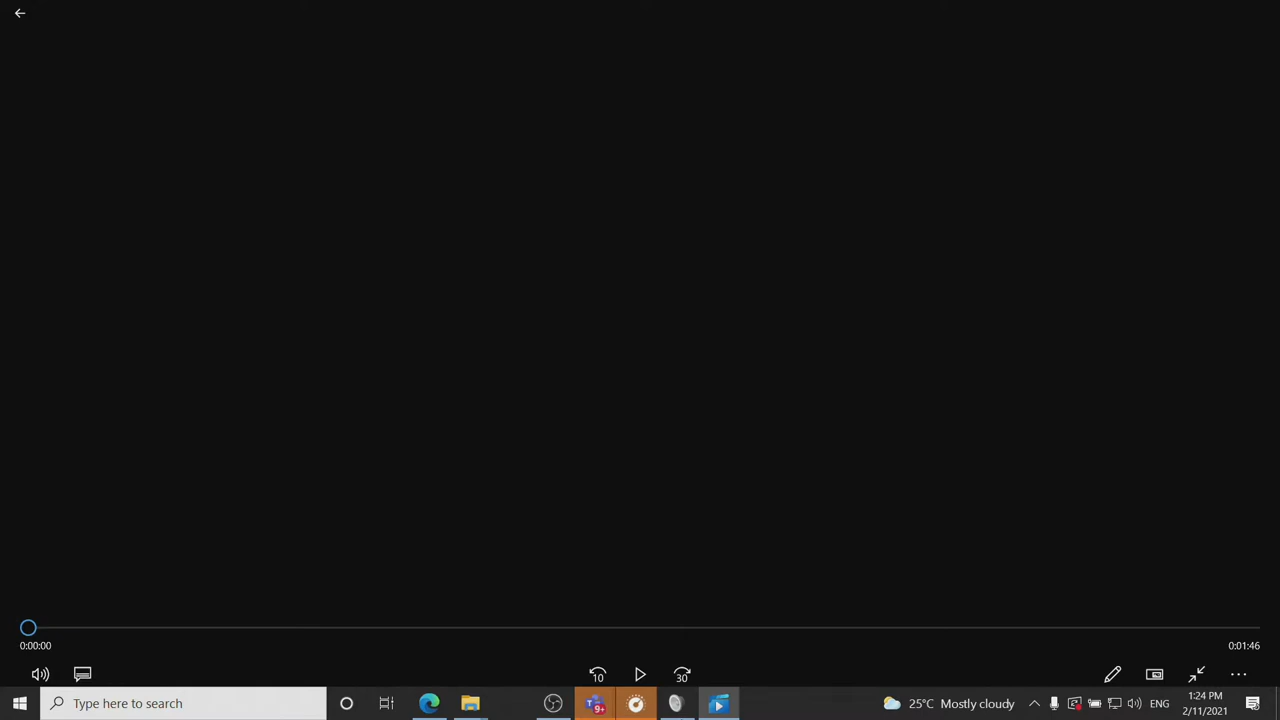 0:00:00
0:01:46
10
30
Type here to search
9+
25°C Mostly cloudy
ENG
1:24 PM
2/11/2021